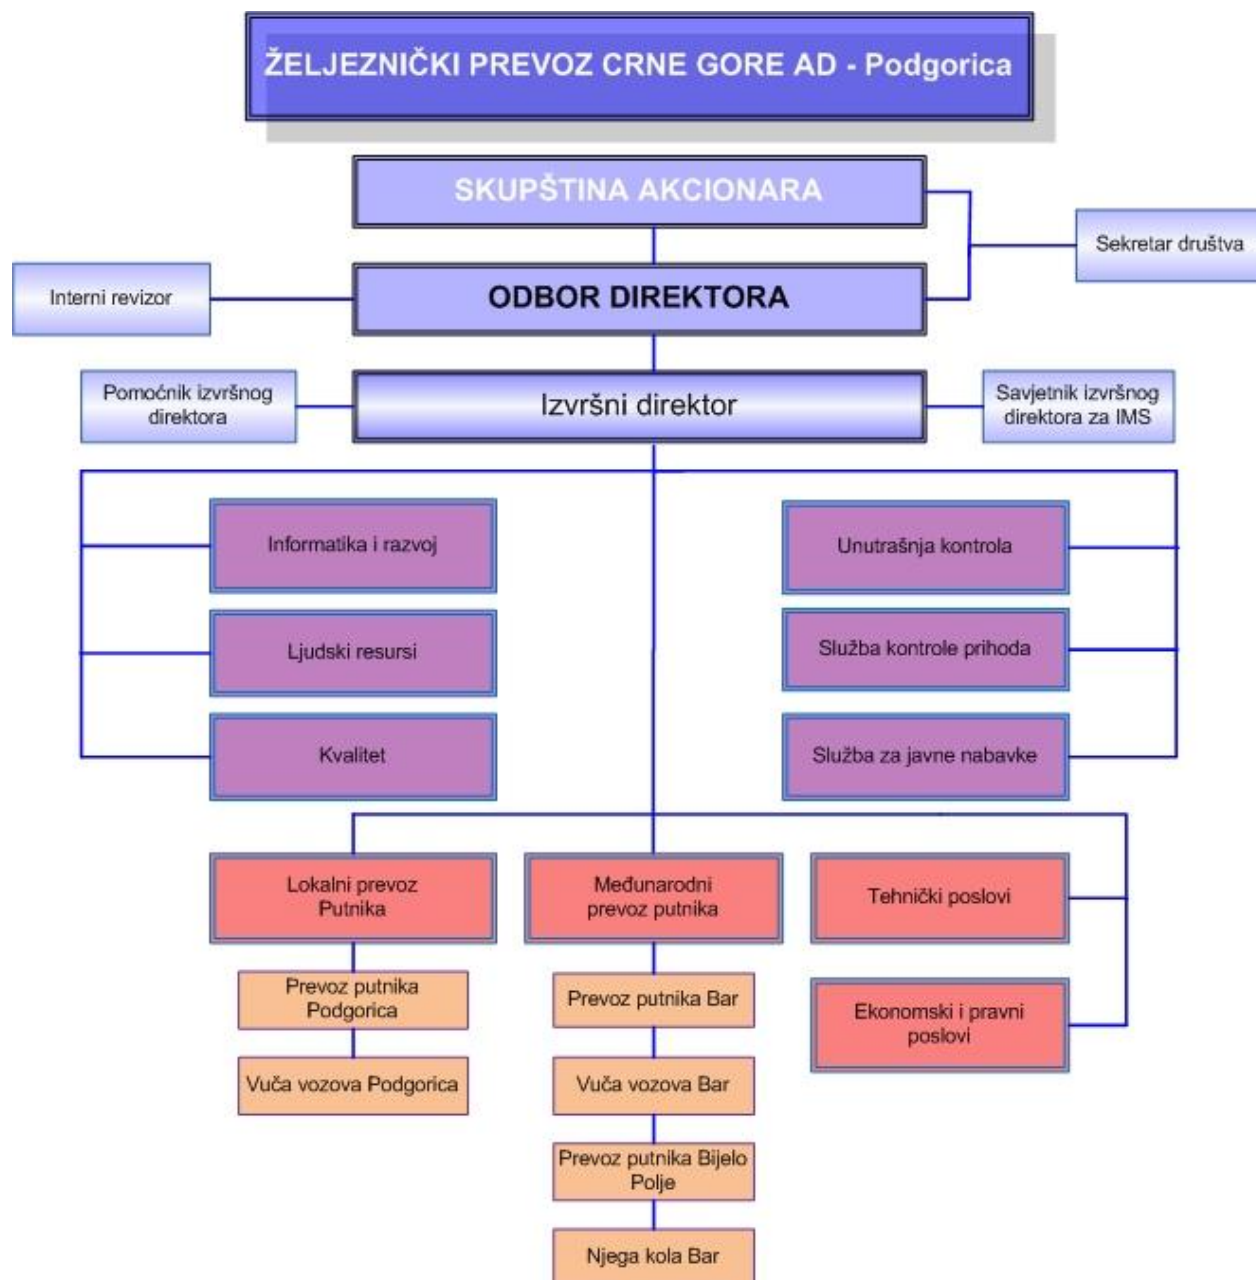 ŽELJEZNIČKI PREVOZ CRNE GORE AD - Podgorica
SKUPŠTINA AKCIONARA
Sekretar društva
Interni revizor
ODBOR DIREKTORA
Pomoćnik izvršnog
direktora
Izvršni direktor
Savjetnik izvršnog
direktora za IMS
Informatika i razvoj
Unutrašnja kontrola
Ljudski resursi
Služba kontrole prihoda
Kvalitet
Služba za javne nabavke
Lokalni prevoz
Putnika
Međunarodni
prevoz putnika
Tehnički poslovi
Prevoz putnika
Podgorica
Prevoz putnika Bar
Ekonomski i pravni
poslovi
Vuča vozova Podgorica
Vuča vozova Bar
Prevoz putnika Bijelo
Polje
Njega kola Bar